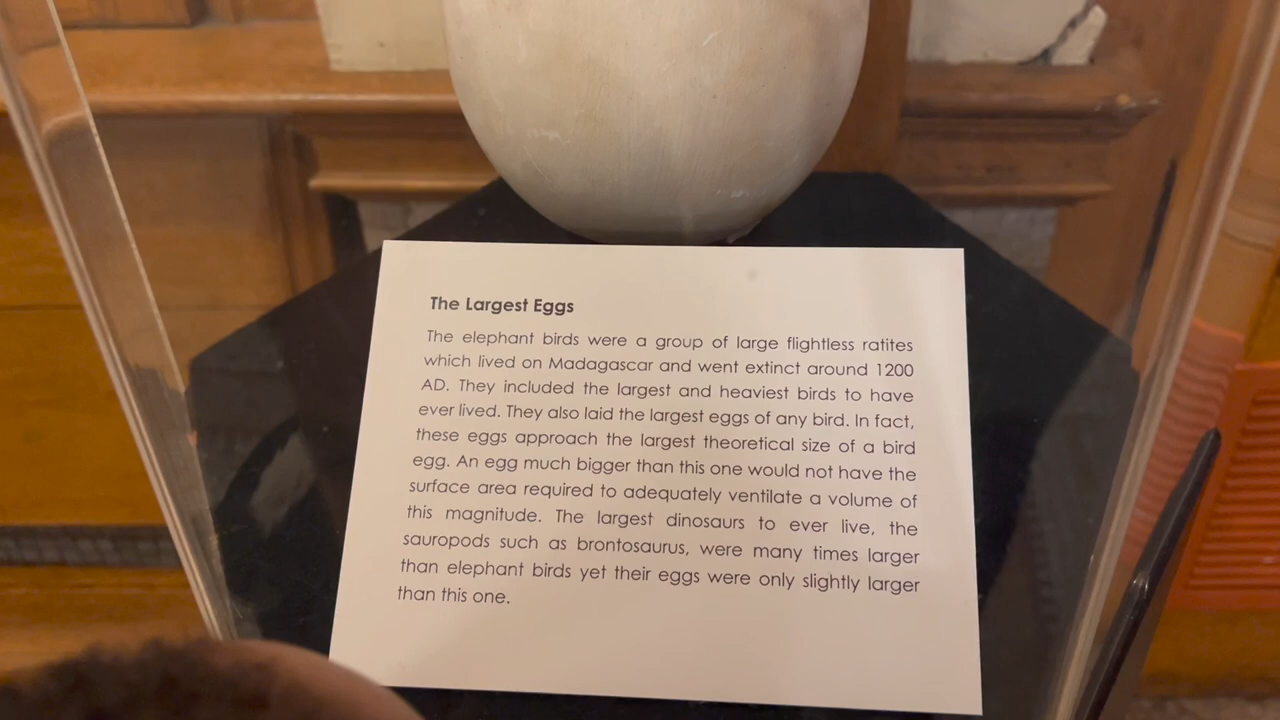 The Largest Eggs
The elephant birds were a group of large flightless ratites
which lived on Madagascar and went extinct around 1200
AD. They included the largest and heaviest birds to have
ever lived. They also laid the largest eggs of any bird. In fact,
these eggs approach the largest theoretical size of a bird
egg. An egg much bigger than this one would not have the
surface area required to adequately ventilate a volume of
this magnitude. The largest dinosaurs to ever live, the
sauropods such as brontosaurus, were many times larger
than elephant birds yet their eggs were only slightly larger
than this one.